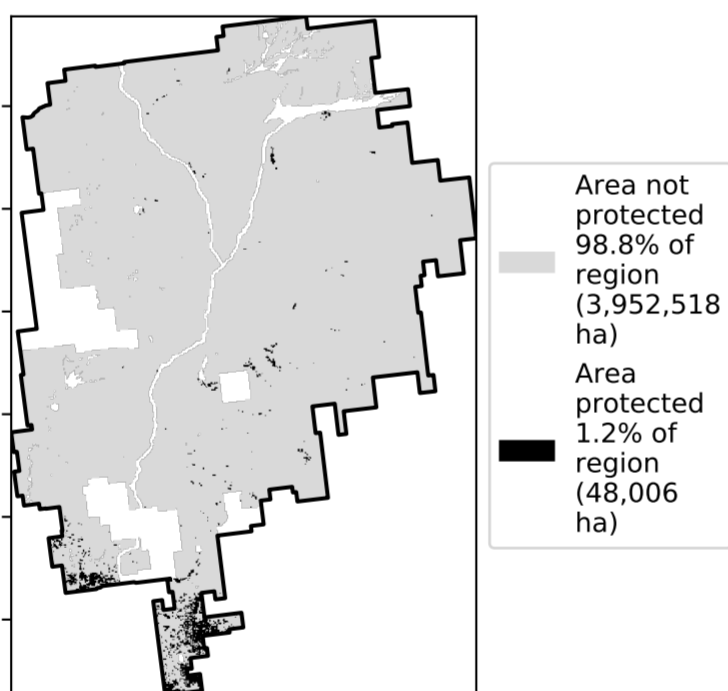 Area not
protected
98.8% of
region
(3,952,518
ha)
Area
protected
1.2% of
region
(48,006
ha)